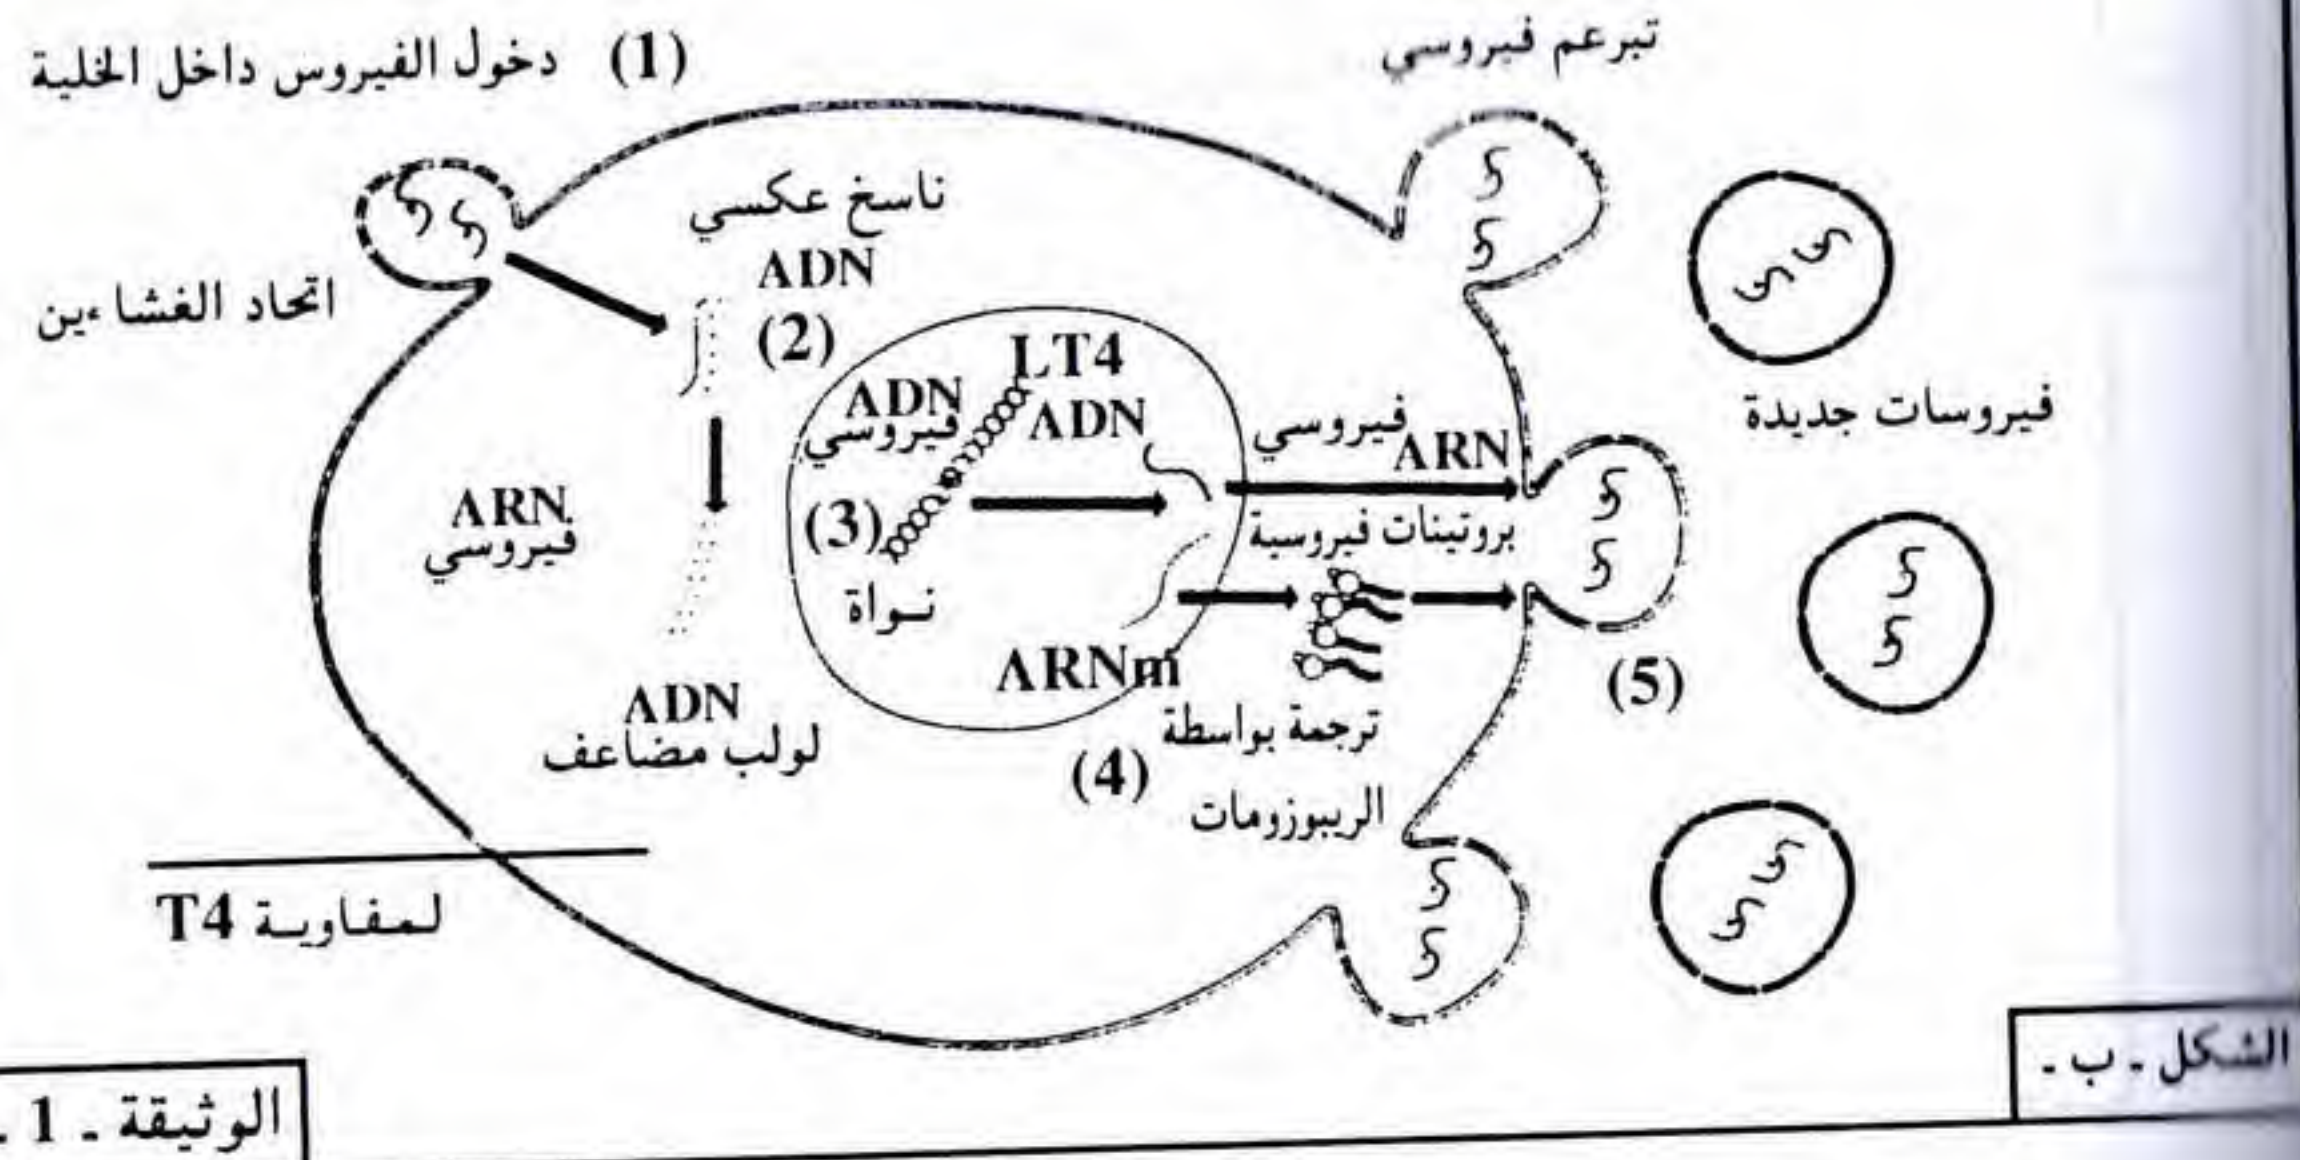 (1) دخول الفيروس داخل الخلية
تبرعم فيروسي
ناسخ عكسي
ADN
(2)
اتحاد الغشاءين
LT4
ADN
ADN
فيروسي
فيروسي
ARN
فيروسات جديدة
ARN
فيروسي
(3)
بروتينات فيروسية
نواة
ARNm
(5)
ADN
لولب مضاعف
(4)
ترجمة بواسطة
الريبوزومات
لمفاوية T4
الشكل - ب -
الوثيقة - 1 -